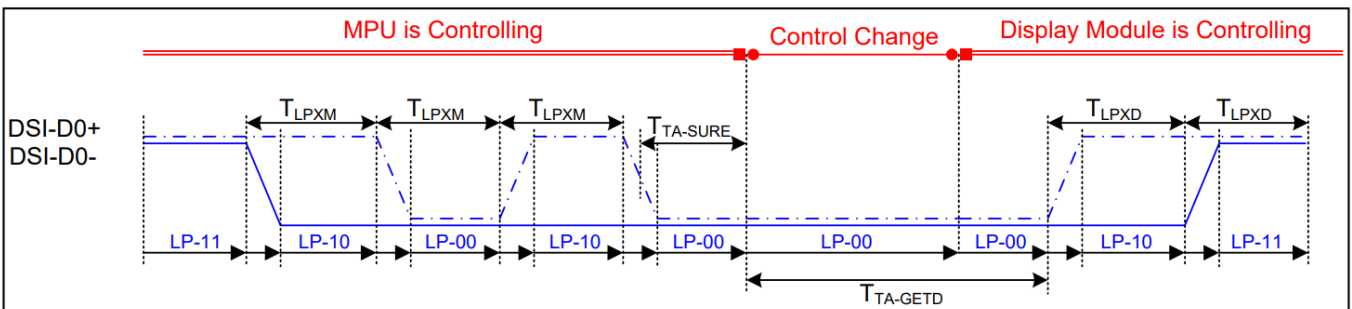 MPU is Controlling Control Change Display Module is Controlling
TLPXM TLPXM TLPXM TLPXD TLPXD
DSI-D0+ TTA-SURE
DSI-D0-
LP-11 LP-10 LP-00 LP-10 LP-00 LP-00 LP-00 LP-10 LP-11
TTA-GETD